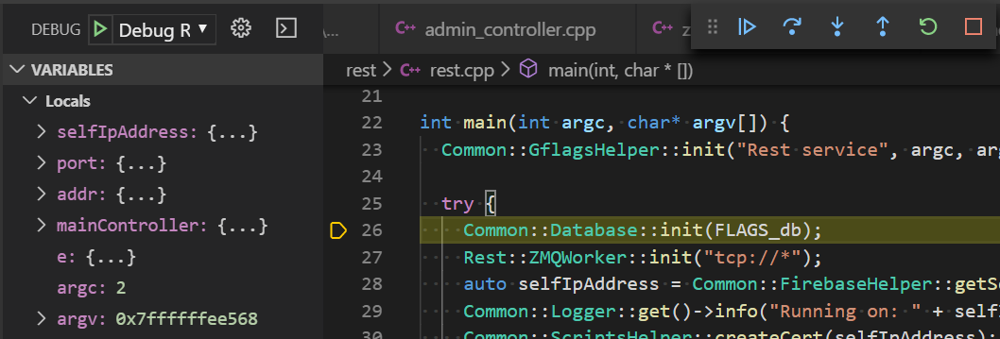 DEBUG Debug R
VARIABLES
Locals
selfIpAddress: {...}
port: {...}
addr: {...}
mainController: {...}
e: {...}
argc: 2
argv: 0x7ffffffee568
...\... admin_controller.cpp
rest > rest.cpp > main(int, char * [])
21
22 int main(int argc, char* argv[]) {
23 Common::GflagsHelper::init("Rest service", argc,
24
25 try {
26 Common::Database::init(FLAGS_db);
27 Rest::ZMQWorker::init("tcp://*");
28 auto selfIpAddress = Common::FirebaseHelper::
29 Common::Logger::get()->info("Running on: " +
30 Common::ScriptsHelper::createCert(selfIpAddress)